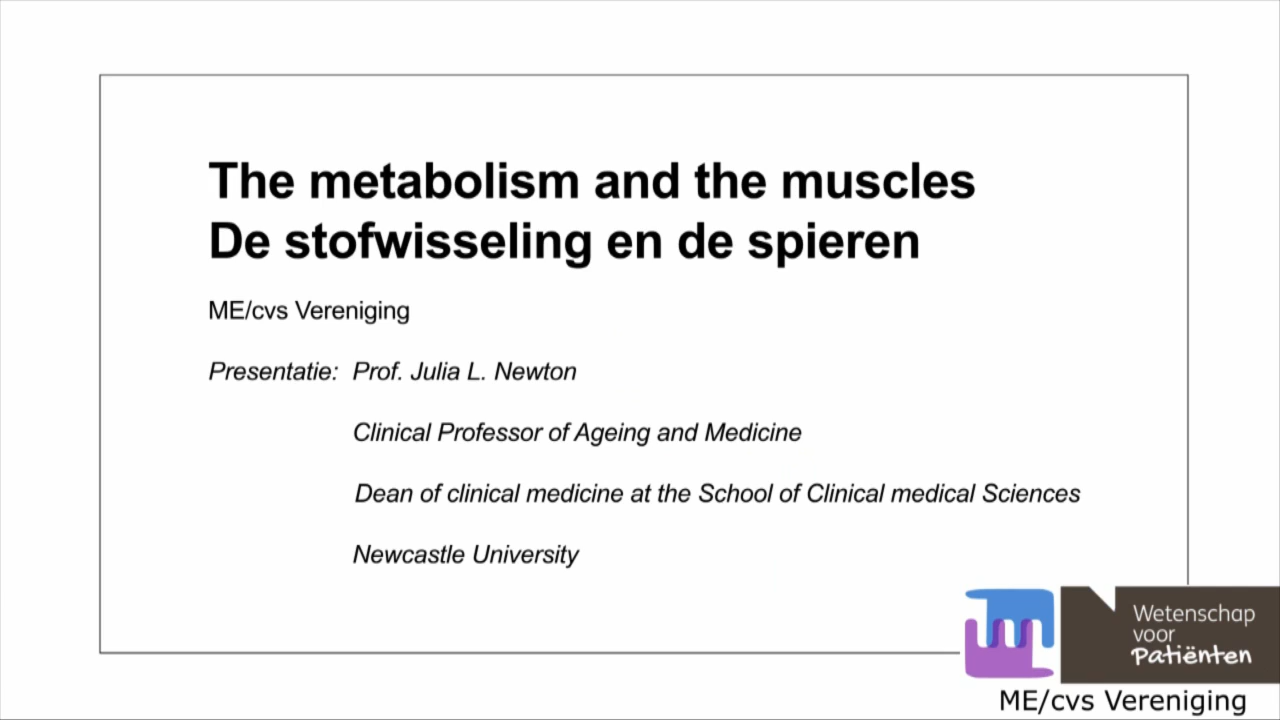 The metabolism and the muscles
De stofwisseling en de spieren
ME/cvs Vereniging
Presentatie: Prof. Julia L. Newton
Clinical Professor of Ageing and Medicine
Dean of clinical medicine at the School of Clinical medical Sciences
Newcastle University
Wetenschap
voor
Patiënten
ME/cvs Vereniging